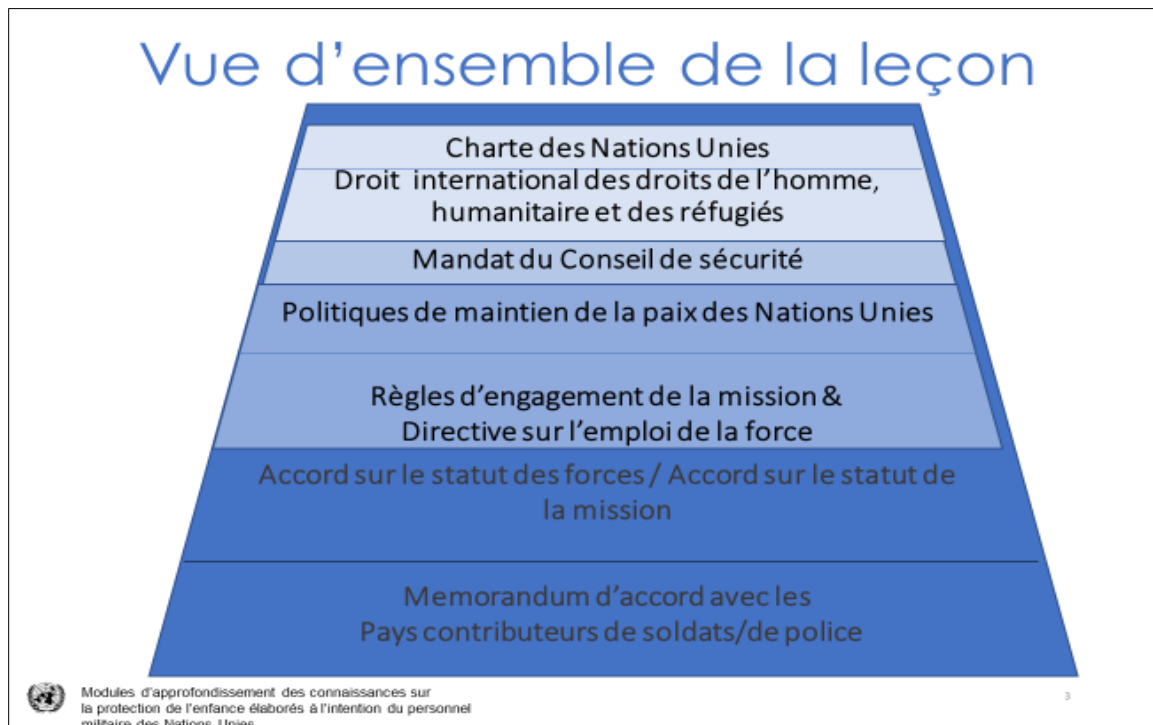 Vue d’ensemble de la leçon
Charte des Nations Unies
Droit international des droits de l’homme,
humanitaire et des réfugiés
Mandat du Conseil de sécurité
Politiques de maintien de la paix des Nations Unies
Règles d’engagement de la mission &
Directive sur l’emploi de la force
Accord sur le statut des forces / Accord sur le statut de
la mission
Memorandum d’accord avec les
Pays contributeurs de soldats/de police
Modules d’approfondissement des connaissances sur
la protection de l’enfance élaborés à l’intention du personnel
militaire des Nations Unies
3